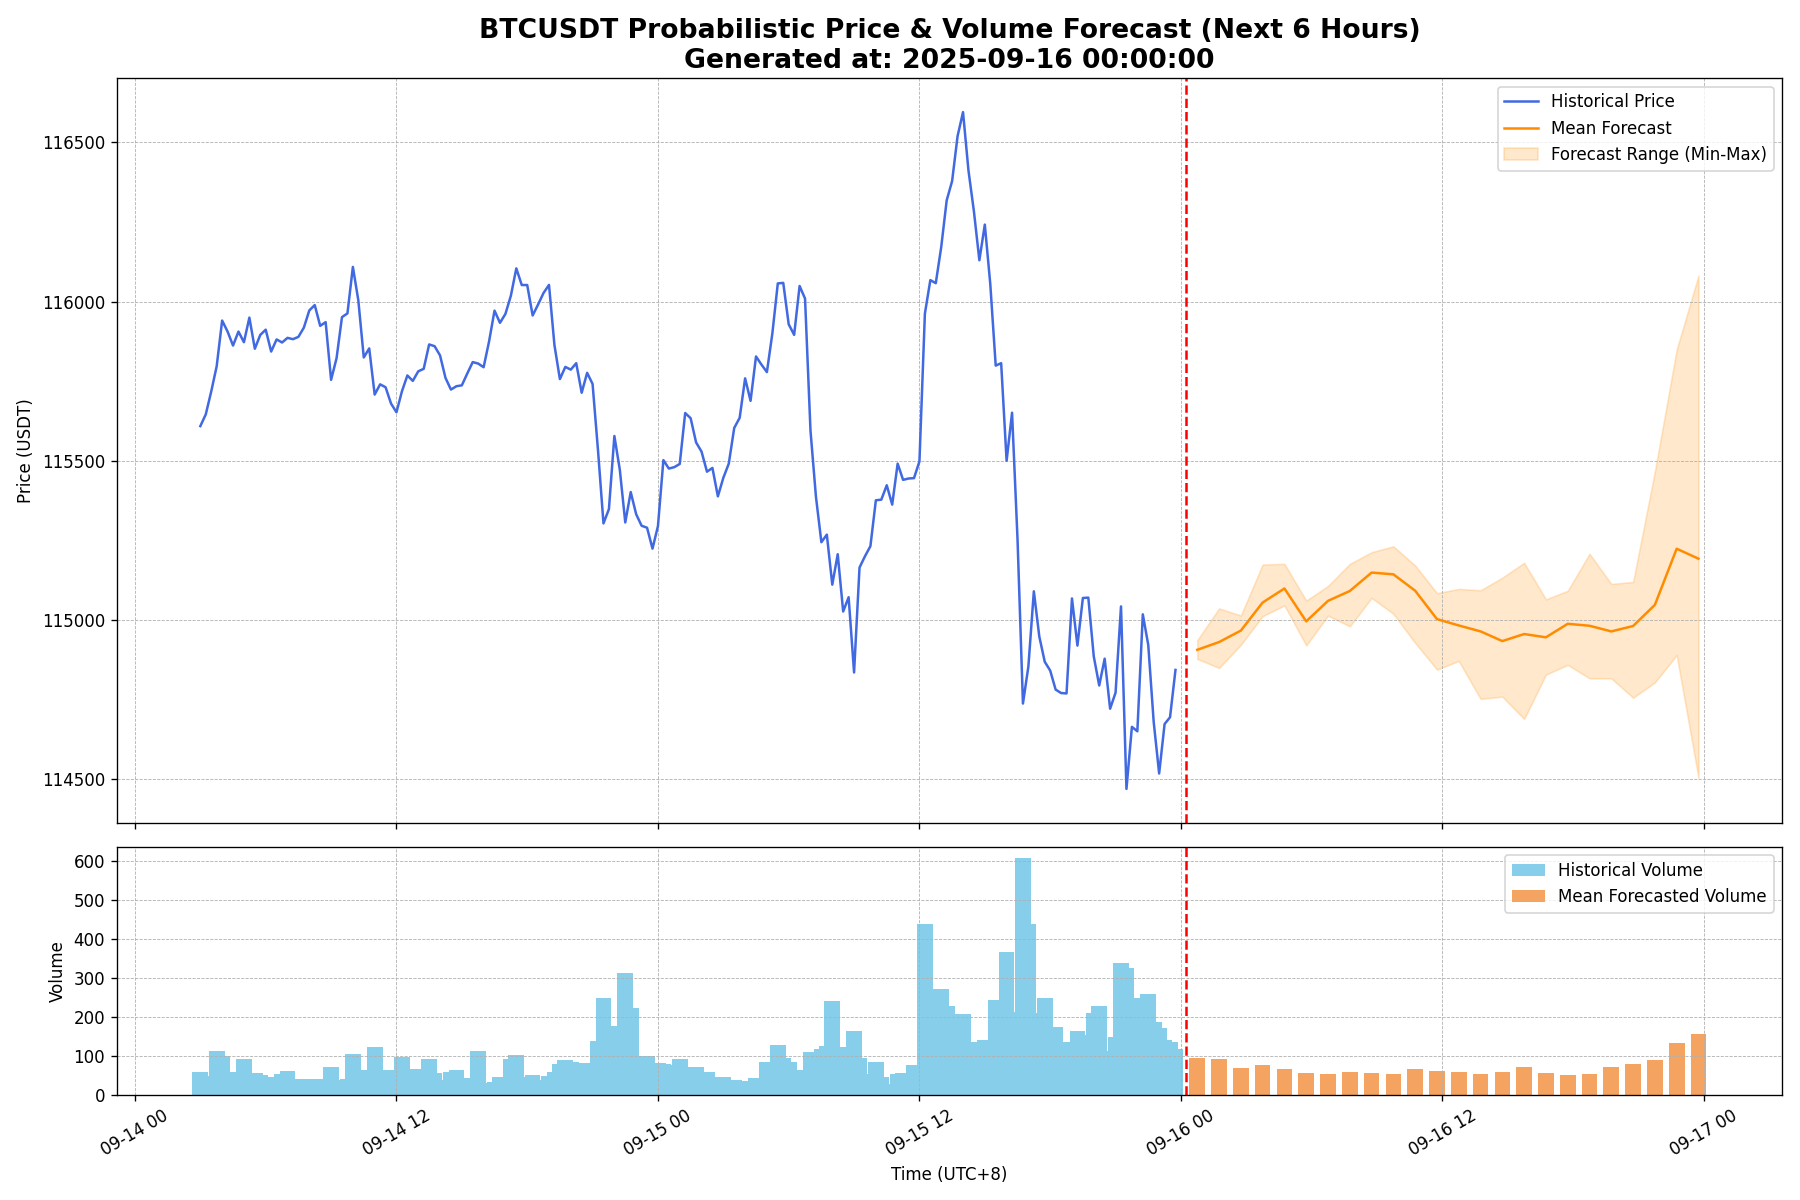 BTCUSDT Probabilistic Price & Volume Forecast (Next 6 Hours)
Generated at: 2025-09-16 00:00:00
Historical Price
Mean Forecast
Forecast Range (Min-Max)
116500
116000
115500
115000
114500
Price (USDT)
Historical Volume
Mean Forecasted Volume
600
500
400
300
200
100
0
Volume
09-14 00
09-14 12
09-15 00
09-15 12
09-16 00
09-16 12
09-17 00
Time (UTC+8)